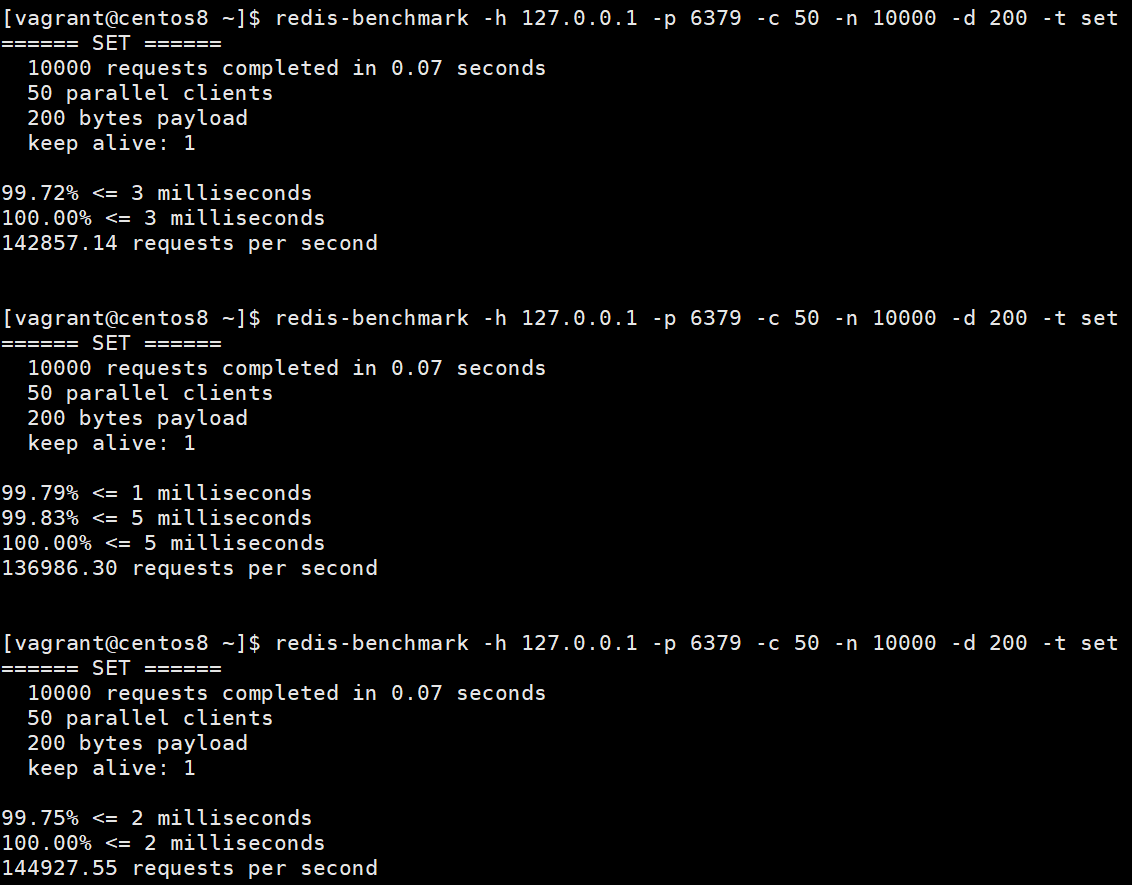 [vagrant@centos8 ~]$ redis-benchmark -h 127.0.0.1 -p 6379 -c 50 -n 10000 -d 200 -t set
====== SET ======
  10000 requests completed in 0.07 seconds
  50 parallel clients
  200 bytes payload
  keep alive: 1

99.72% <= 3 milliseconds
100.00% <= 3 milliseconds
142857.14 requests per second


[vagrant@centos8 ~]$ redis-benchmark -h 127.0.0.1 -p 6379 -c 50 -n 10000 -d 200 -t set
====== SET ======
  10000 requests completed in 0.07 seconds
  50 parallel clients
  200 bytes payload
  keep alive: 1

99.79% <= 1 milliseconds
99.83% <= 5 milliseconds
100.00% <= 5 milliseconds
136986.30 requests per second


[vagrant@centos8 ~]$ redis-benchmark -h 127.0.0.1 -p 6379 -c 50 -n 10000 -d 200 -t set
====== SET ======
  10000 requests completed in 0.07 seconds
  50 parallel clients
  200 bytes payload
  keep alive: 1

99.75% <= 2 milliseconds
100.00% <= 2 milliseconds
144927.55 requests per second